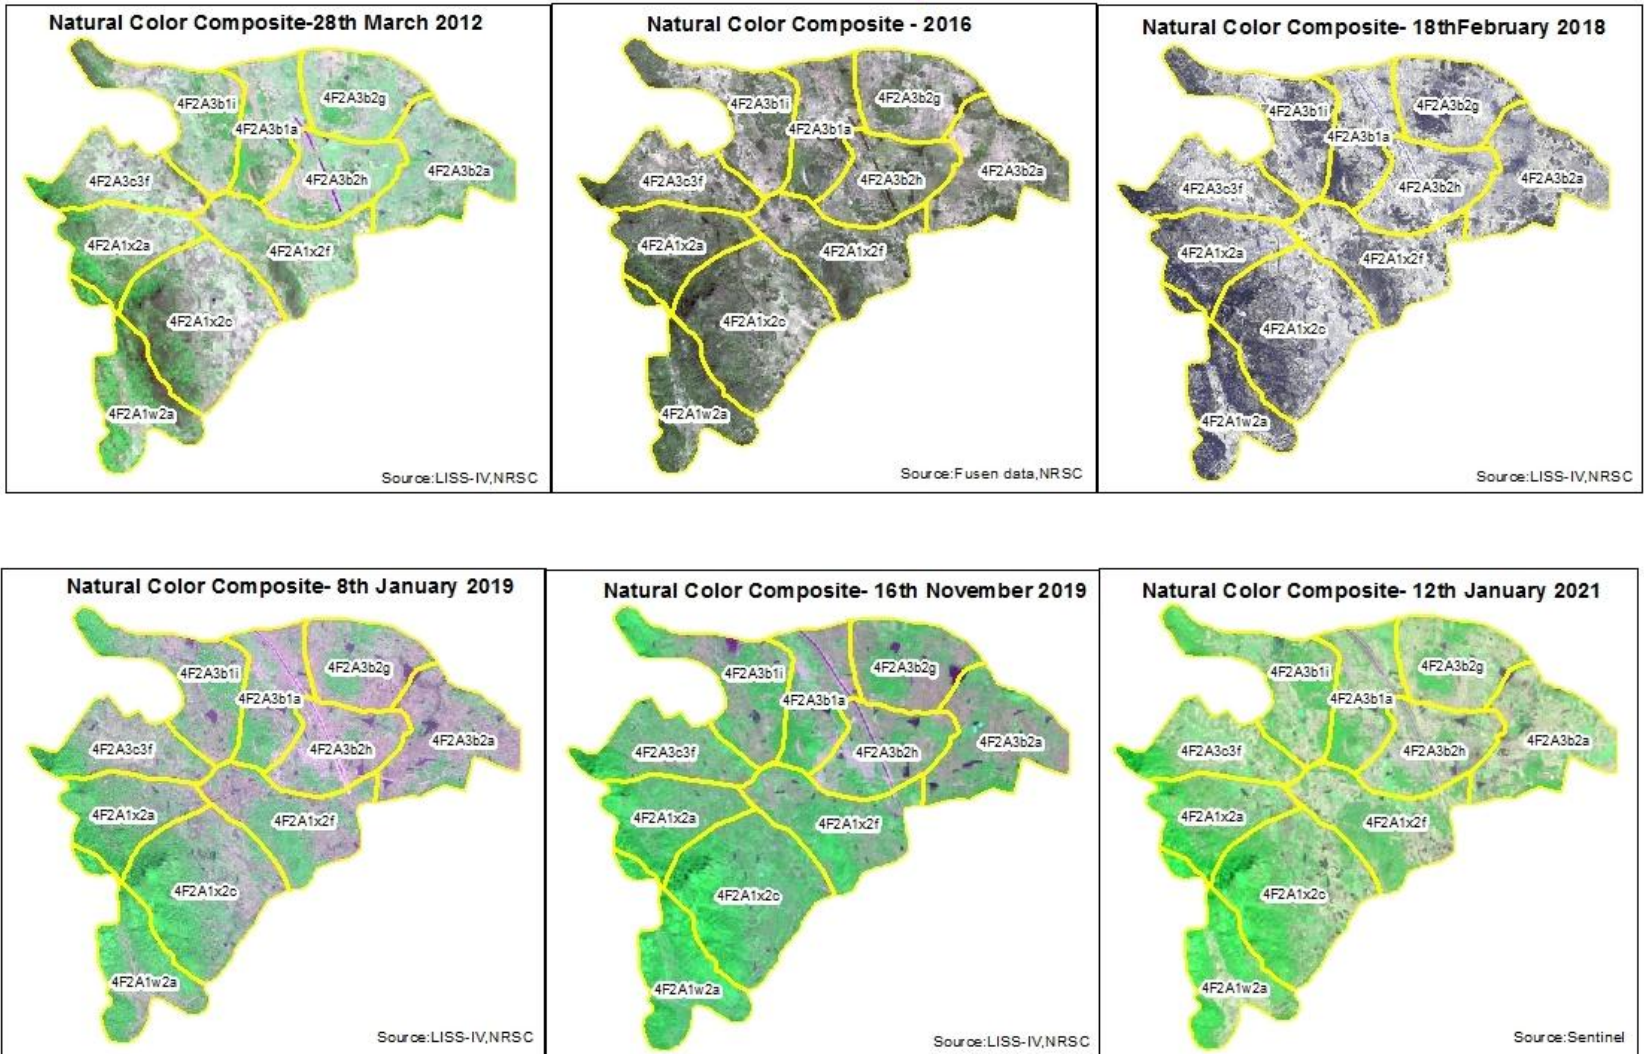 Natural Color Composite-28th March 2012
4F2A3b1i
4F2A3b2g
4F2A3b1a
4F2A3c3f
4F2A3b2h
4F2A3b2a
4F2A1x2a
4F2A1x2f
4F2A1x2c
4F2A1w2a
Source:LISS-IV,NRSC
Natural Color Composite - 2016
4F2A3b1i
4F2A3b2g
4F2A3b1a
4F2A3c3f
4F2A3b2h
4F2A3b2a
4F2A1x2a
4F2A1x2f
4F2A1x2c
4F2A1w2a
Source:Fusen data,NRSC
Natural Color Composite- 18thFebruary 2018
4F2A3b1i
4F2A3b2g
4F2A3b1a
4F2A3c3f
4F2A3b2h
4F2A3b2a
4F2A1x2a
4F2A1x2f
4F2A1x2c
4F2A1w2a
Source:LISS-IV,NRSC
Natural Color Composite- 8th January 2019
4F2A3b1i
4F2A3b2g
4F2A3b1a
4F2A3c3f
4F2A3b2h
4F2A3b2a
4F2A1x2a
4F2A1x2f
4F2A1x2c
4F2A1w2a
Source:LISS-IV,NRSC
Natural Color Composite- 16th November 2019
4F2A3b1i
4F2A3b2g
4F2A3b1a
4F2A3c3f
4F2A3b2h
4F2A3b2a
4F2A1x2a
4F2A1x2f
4F2A1x2c
4F2A1w2a
Source:LISS-IV,NRSC
Natural Color Composite- 12th January 2021
4F2A3b1i
4F2A3b2g
4F2A3b1a
4F2A3c3f
4F2A3b2h
4F2A3b2a
4F2A1x2a
4F2A1x2f
4F2A1x2c
4F2A1w2a
Source:Sentinel